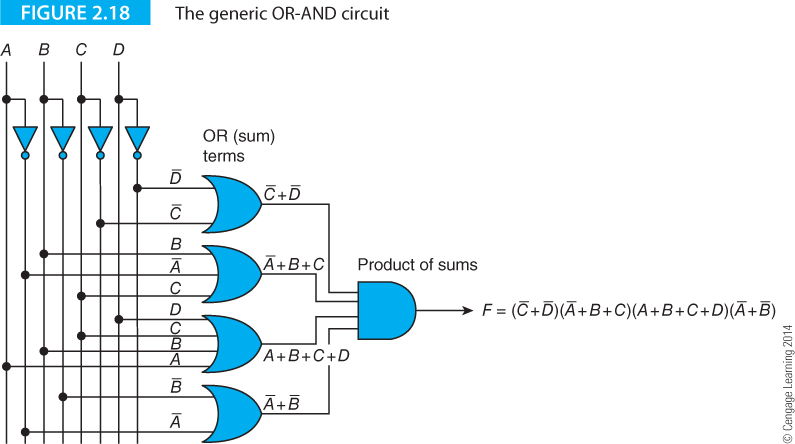 FIGURE 2.18 The generic OR-AND circuit
A B C D
OR (sum)
terms
D̅
C̅
C̅+D̅
B
A̅
C
A̅+B+C
Product of sums
F = (C̅+D̅)(A̅+B+C)(A+B+C+D)(A̅+B̅)
D
C
B
A
A+B+C+D
B̅
A̅
A̅+B̅
© Cengage Learning 2014